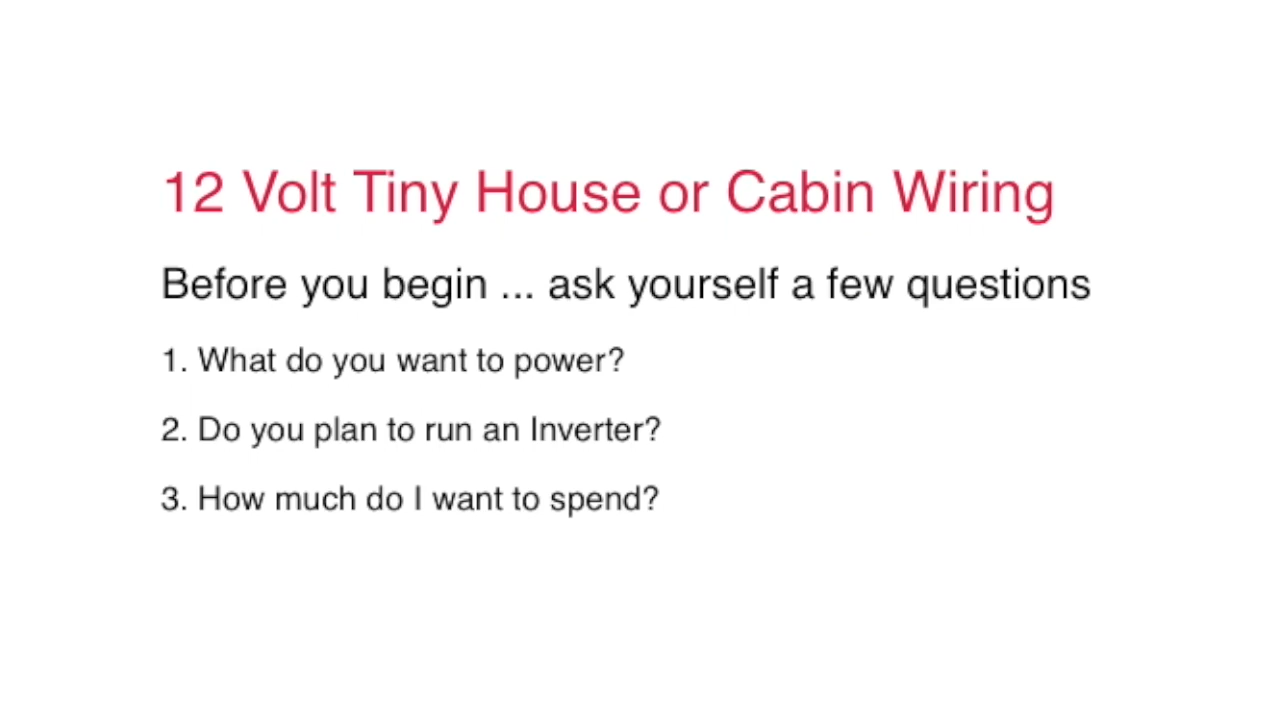 12 Volt Tiny House or Cabin Wiring
Before you begin ... ask yourself a few questions
1. What do you want to power?
2. Do you plan to run an Inverter?
3. How much do I want to spend?